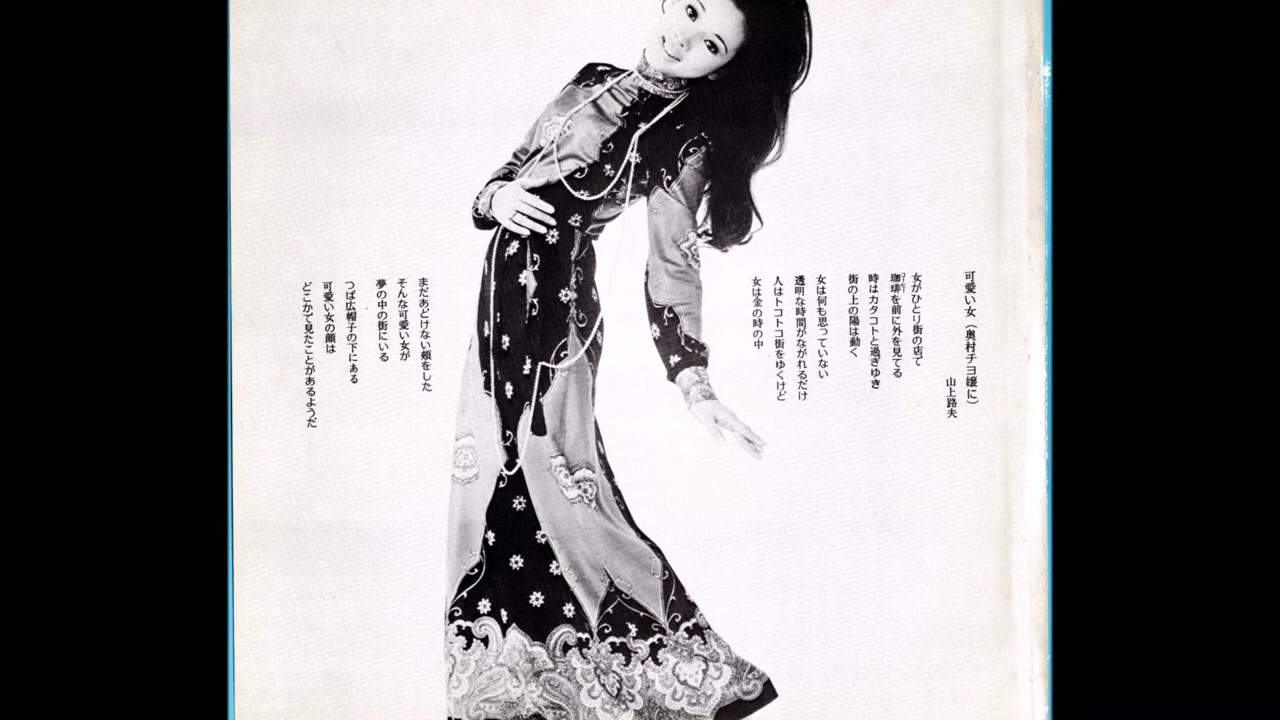 可愛い女（奥村チヨ嬢に）
山上路夫
女がひとり街の店で
珈琲を前に外を見てる
時はカタコトと過ぎゆき
街の上の陽は動く
女は何も思っていない
透明な時間がながれるだけ
人はトコトコ街をゆくけど
女は金の時の中
まだあどけない頬をした
そんな可愛い女が
夢の中の街にいる
つば広帽子の下にある
可愛い女の顔は
どこかで見たことがあるようだ